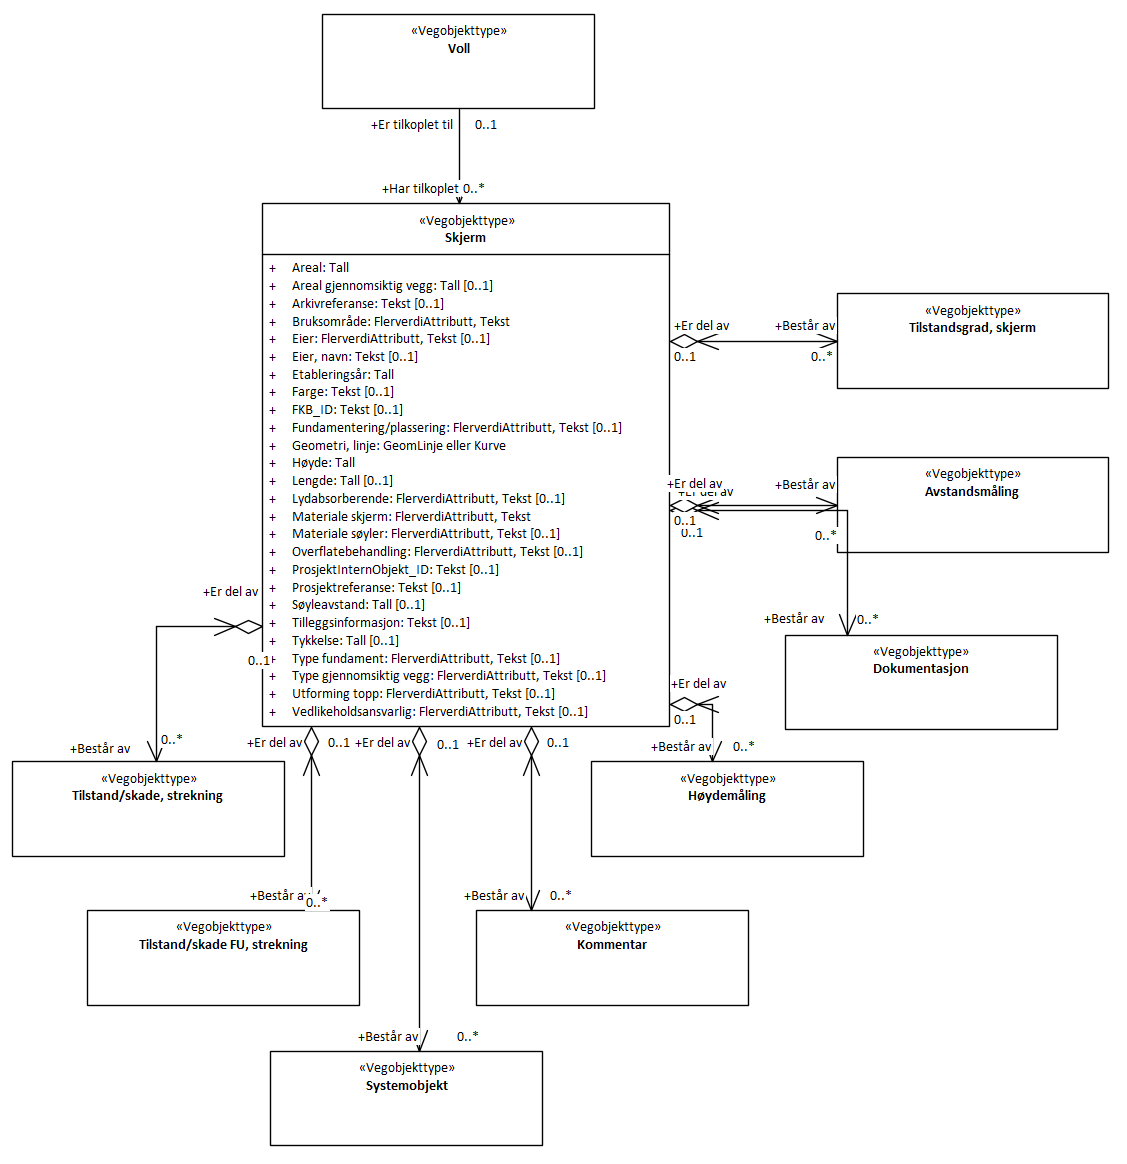 «Vegobjekttype»
Voll
+Er tilkoplet til 0..1
+Har tilkoplet 0..*
«Vegobjekttype»
Skjerm
+ Areal: Tall
+ Areal gjennomsiktig vegg: Tall [0..1]
+ Arkivreferanse: Tekst [0..1]
+ Bruksområde: FlerverdiAttributt, Tekst
+ Eier: FlerverdiAttributt, Tekst [0..1]
+ Eier, navn: Tekst [0..1]
+ Etableringsår: Tall
+ Farge: Tekst [0..1]
+ FKB_ID: Tekst [0..1]
+ Fundamentering/plassering: FlerverdiAttributt, Tekst [0..1]
+ Geometri, linje: GeomLinje eller Kurve
+ Høyde: Tall
+ Lengde: Tall [0..1]
+ Lydabsorberende: FlerverdiAttributt, Tekst [0..1]
+ Materiale skjerm: FlerverdiAttributt, Tekst
+ Materiale søyler: FlerverdiAttributt, Tekst [0..1]
+ Overflatebehandling: FlerverdiAttributt, Tekst [0..1]
+ ProsjektInternObjekt_ID: Tekst [0..1]
+ Prosjektreferanse: Tekst [0..1]
+ Søyleavstand: Tall [0..1]
+ Tilleggsinformasjon: Tekst [0..1]
+ Tykkelse: Tall [0..1]
+ Type fundament: FlerverdiAttributt, Tekst [0..1]
+ Type gjennomsiktig vegg: FlerverdiAttributt, Tekst [0..1]
+ Utforming topp: FlerverdiAttributt, Tekst [0..1]
+ Vedlikeholdsansvarlig: FlerverdiAttributt, Tekst [0..1]
+Er del av +Består av
0..1 0..*
«Vegobjekttype»
Tilstandsgrad, skjerm
+Er del av +Består av
+Er del av
0..1 0..*
0..1
«Vegobjekttype»
Avstandsmåling
+Består av 0..*
«Vegobjekttype»
Dokumentasjon
+Er del av
0..1
+Består av 0..*
«Vegobjekttype»
Høydemåling
+Er del av
0..1
+Består av 0..*
«Vegobjekttype»
Tilstand/skade, strekning
+Er del av 0..1
+Består av 0..*
«Vegobjekttype»
Tilstand/skade FU, strekning
+Er del av 0..1
+Består av 0..*
«Vegobjekttype»
Systemobjekt
+Er del av 0..1
+Består av 0..*
«Vegobjekttype»
Kommentar